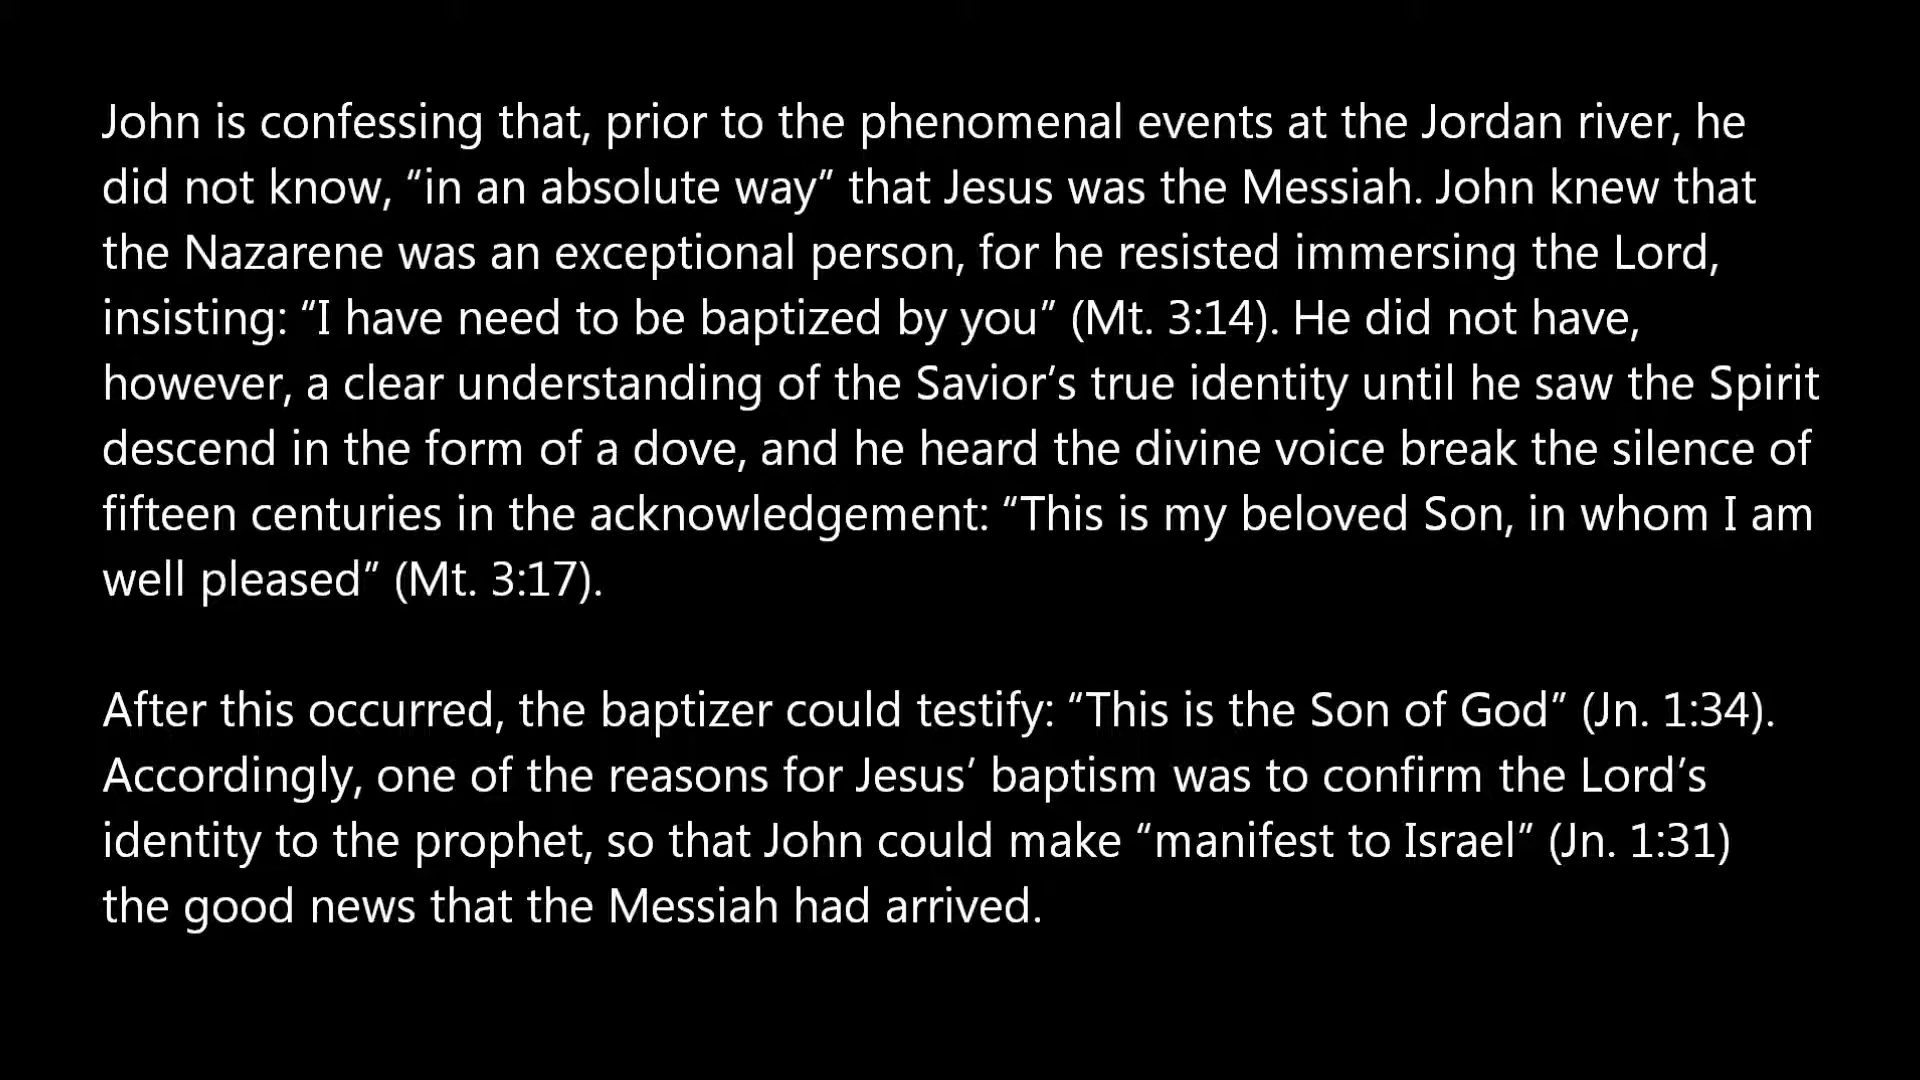 John is confessing that, prior to the phenomenal events at the Jordan river, he
did not know, “in an absolute way” that Jesus was the Messiah. John knew that
the Nazarene was an exceptional person, for he resisted immersing the Lord,
insisting: “I have need to be baptized by you” (Mt. 3:14). He did not have,
however, a clear understanding of the Savior’s true identity until he saw the Spirit
descend in the form of a dove, and he heard the divine voice break the silence of
fifteen centuries in the acknowledgement: “This is my beloved Son, in whom I am
well pleased” (Mt. 3:17).
After this occurred, the baptizer could testify: “This is the Son of God” (Jn. 1:34).
Accordingly, one of the reasons for Jesus’ baptism was to confirm the Lord’s
identity to the prophet, so that John could make “manifest to Israel” (Jn. 1:31)
the good news that the Messiah had arrived.